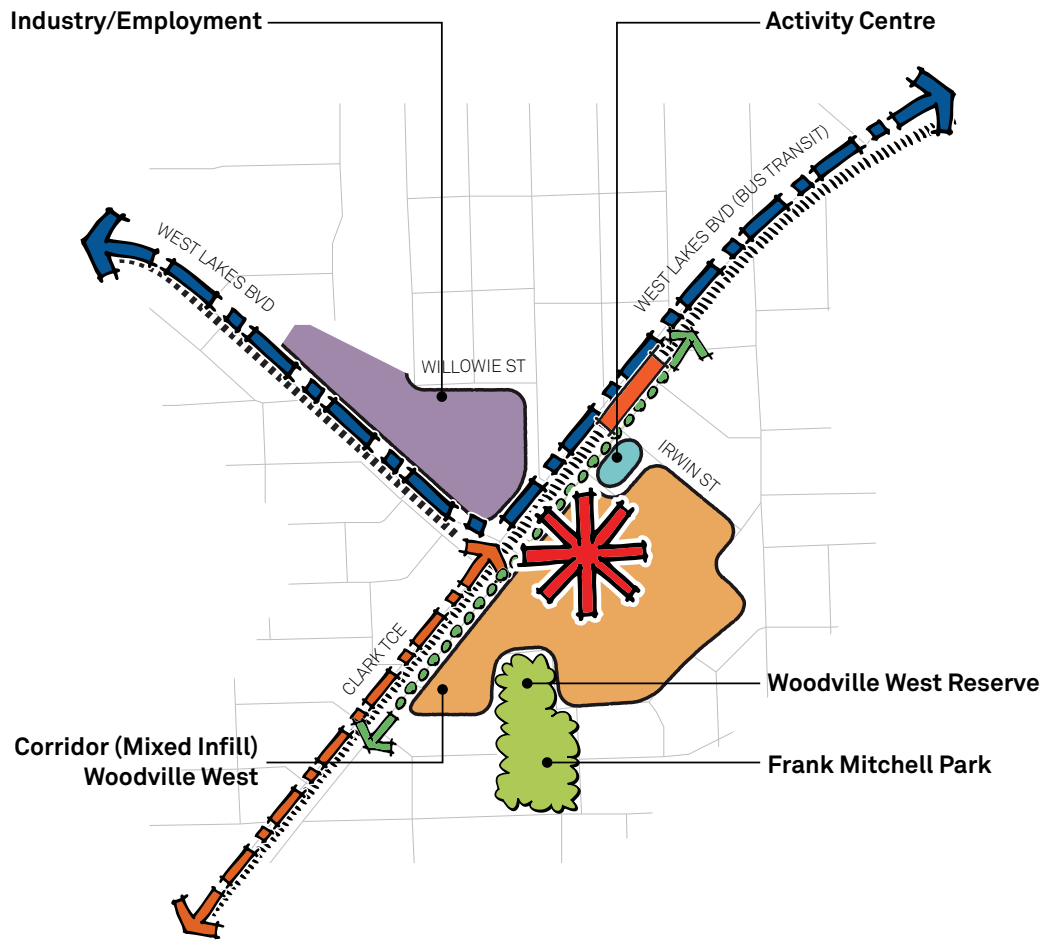 Industry/Employment
Activity Centre
WEST LAKES BVD (BUS TRANSIT)
WEST LAKES BVD
WILLOWIE ST
IRWIN ST
CLARK TCE
Woodville West Reserve
Corridor (Mixed Infill)
Woodville West
Frank Mitchell Park